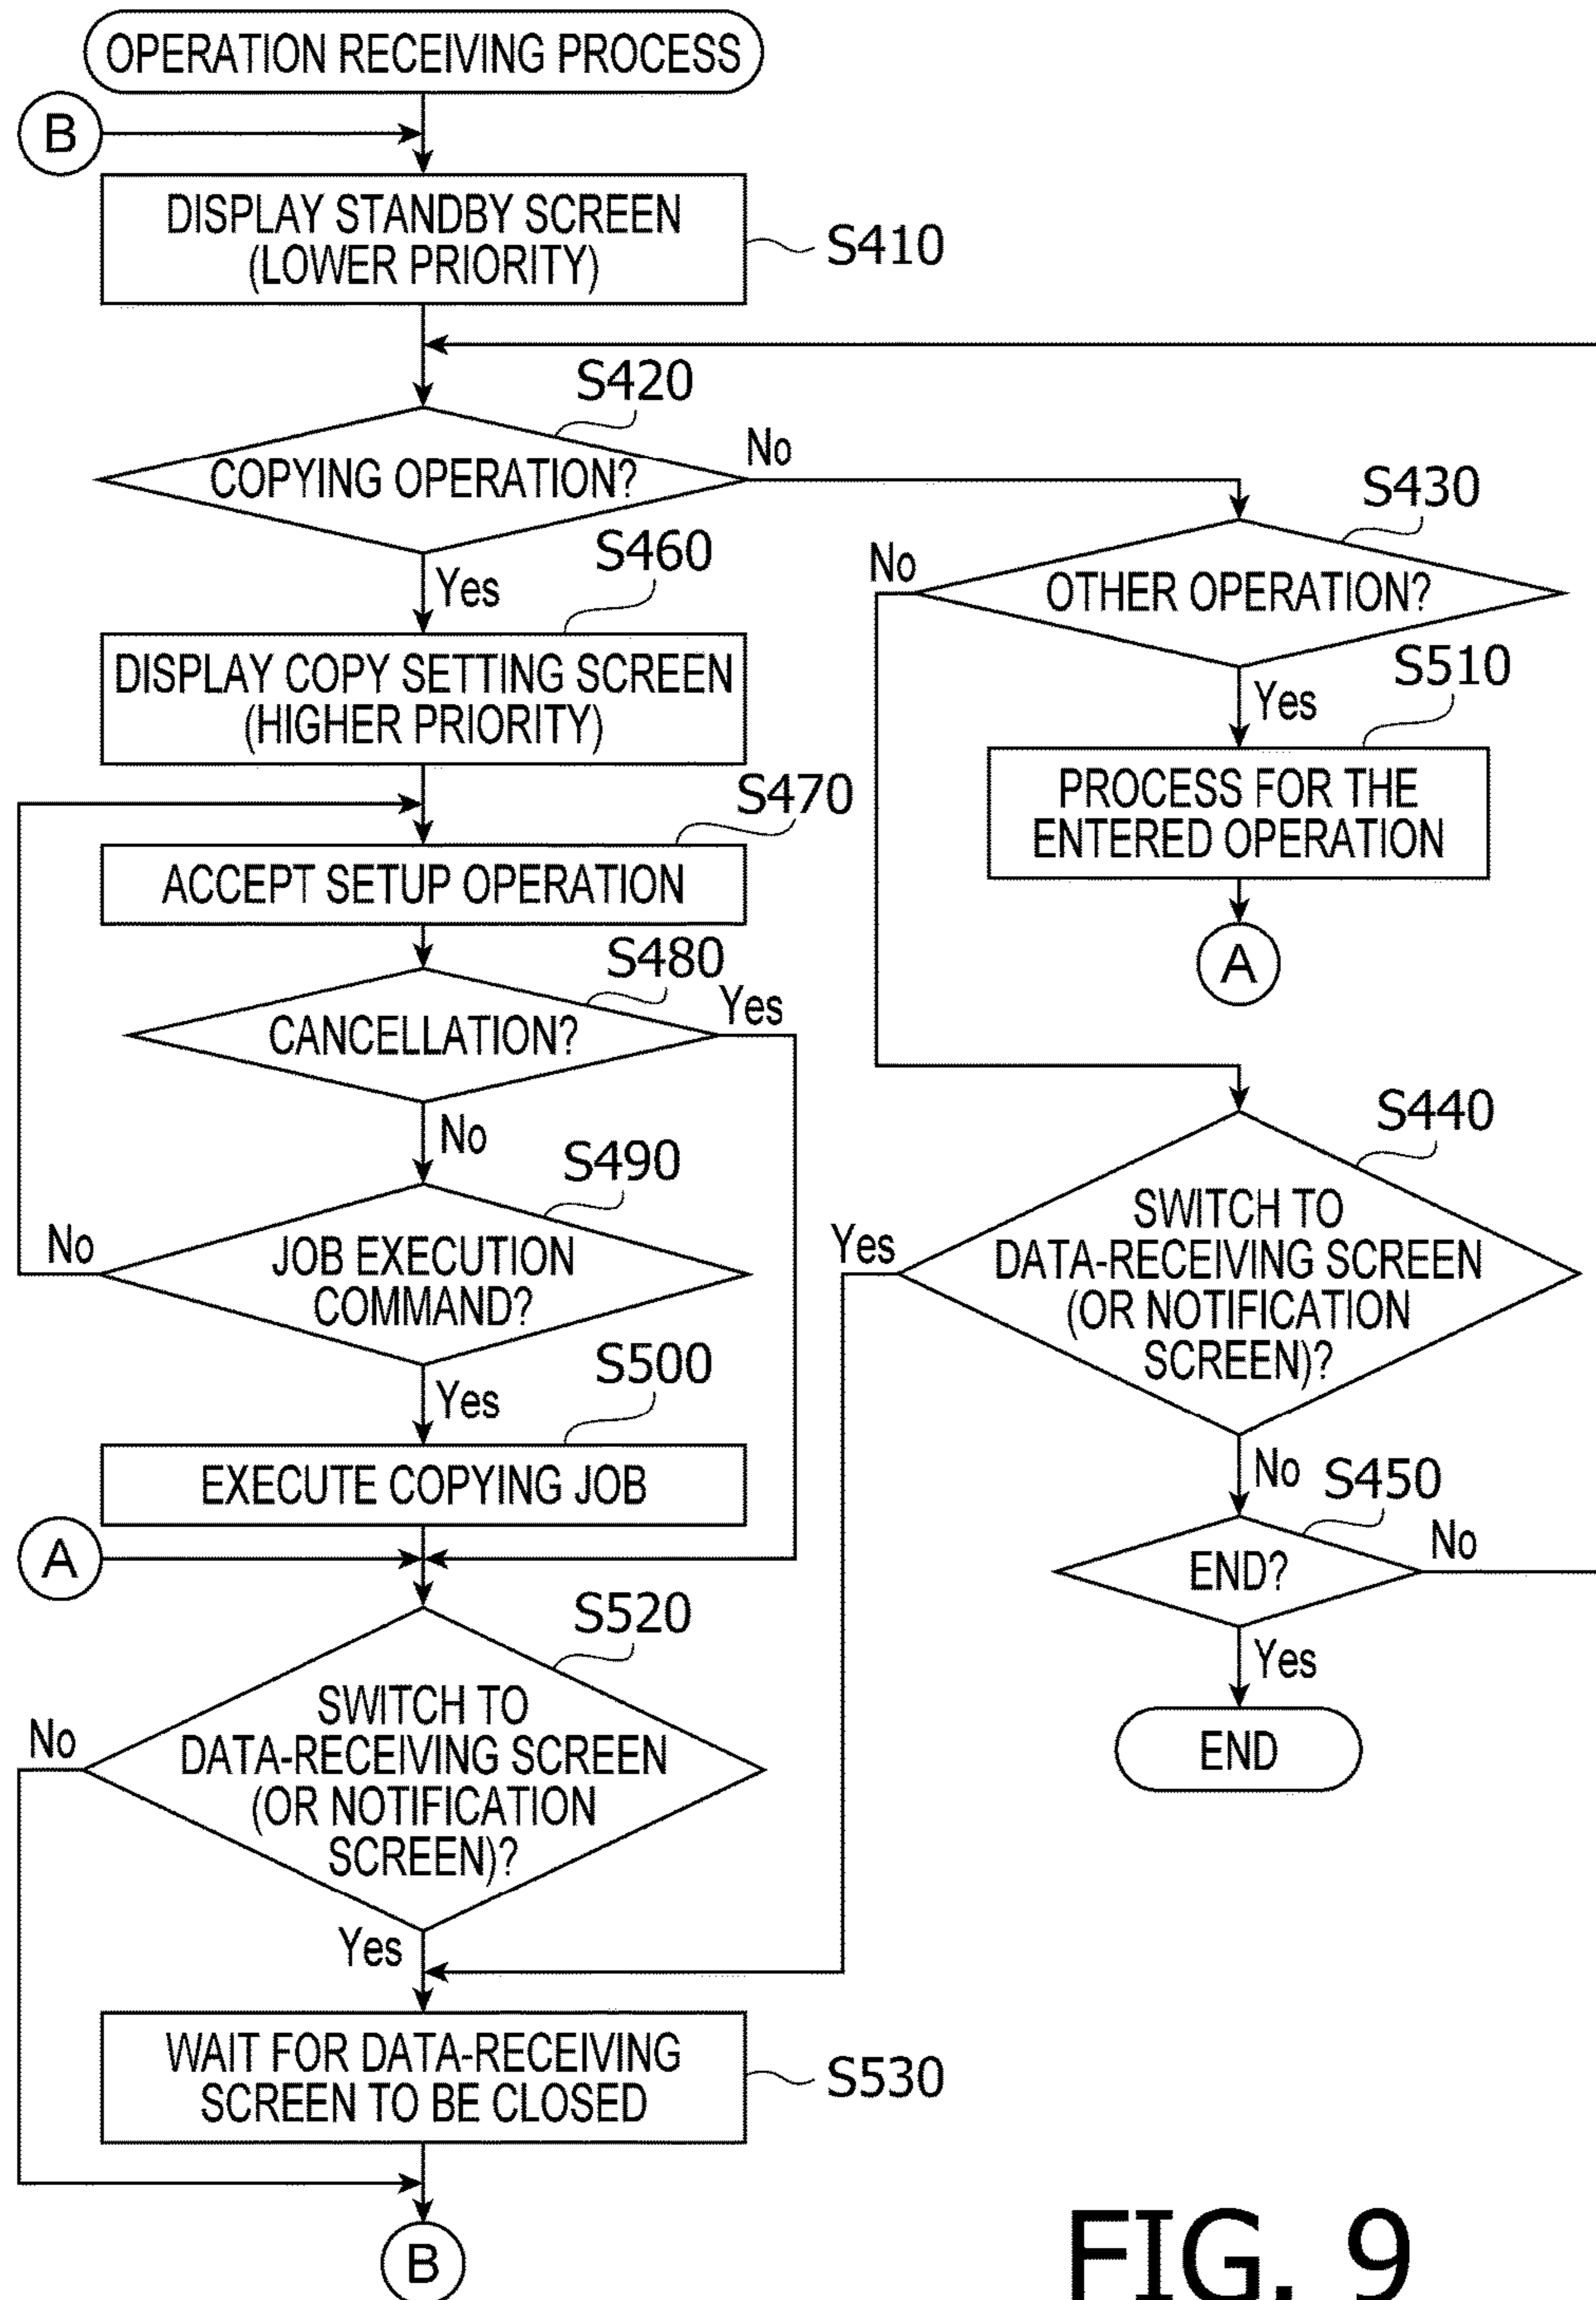 OPERATION RECEIVING PROCESS
B
DISPLAY STANDBY SCREEN
(LOWER PRIORITY)
S410
S420
COPYING OPERATION?
No
Yes
S430
OTHER OPERATION?
No
Yes
S460
DISPLAY COPY SETTING SCREEN
(HIGHER PRIORITY)
S510
PROCESS FOR THE
ENTERED OPERATION
A
S470
ACCEPT SETUP OPERATION
S480
CANCELLATION?
Yes
No
S440
SWITCH TO
DATA-RECEIVING SCREEN
(OR NOTIFICATION
SCREEN)?
Yes
No
S490
JOB EXECUTION
COMMAND?
No
Yes
S500
EXECUTE COPYING JOB
A
S450
END?
No
Yes
END
S520
SWITCH TO
DATA-RECEIVING SCREEN
(OR NOTIFICATION
SCREEN)?
No
Yes
WAIT FOR DATA-RECEIVING
SCREEN TO BE CLOSED
S530
B
FIG. 9